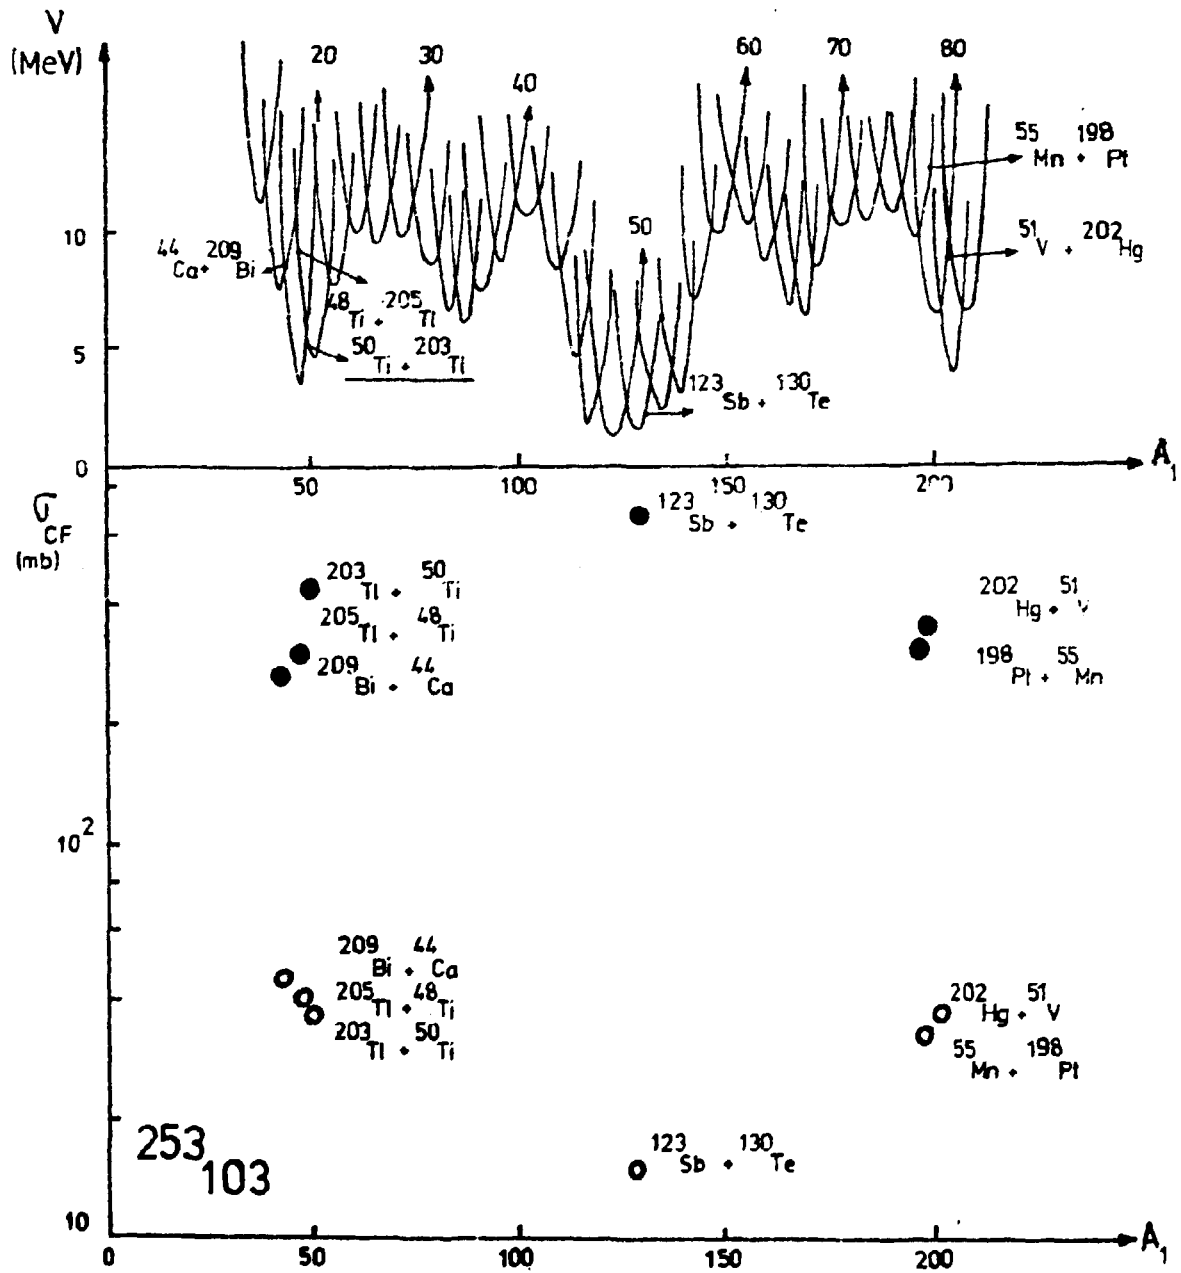 V
(MeV)
20 30 40 60 70 80
55 198
Mn + Pt
10
44 209
Ca + Bi
50
51 202
V + Hg
48 205
Ti + Tl
5
50 203
Ti + Tl
123 130
Sb + Te
0
A1
50 100 150 200
σCF
(mb)
123 130
Sb + Te
203 50
Tl + Ti
205 48
Tl + Ti
209 44
Bi + Ca
202 51
Hg + V
198 55
Pt + Mn
10²
209 44
Bi + Ca
205 48
Tl + Ti
203 50
Tl + Ti
202 51
Hg + V
55 198
Mn + Pt
253
103
123 130
Sb + Te
10
0 50 100 150 200 A1